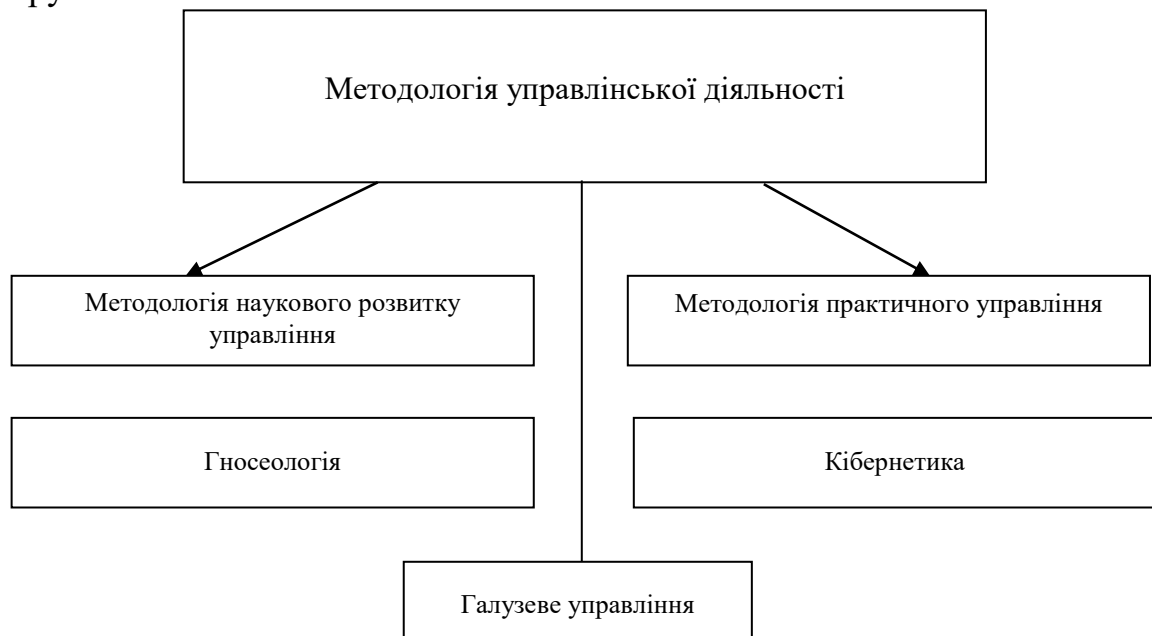 Методологія управлінської діяльності
Методологія наукового розвитку
управління
Методологія практичного управління
Гносеологія
Кібернетика
Галузеве управління